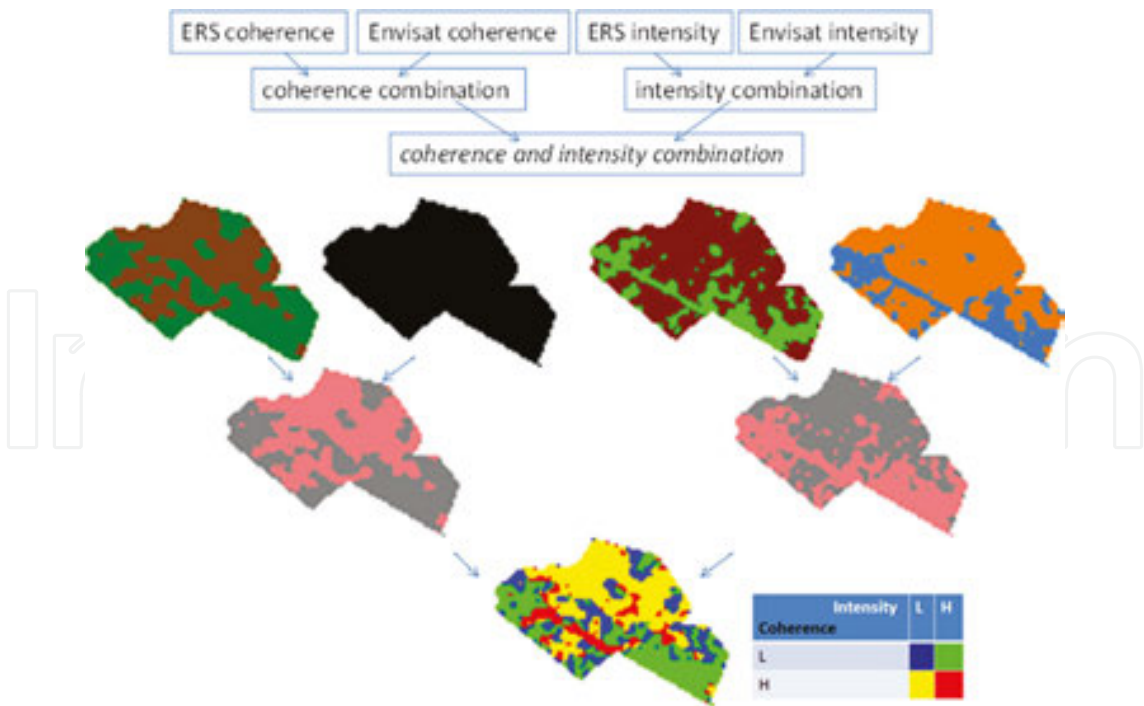 ERS coherence
Envisat coherence
ERS intensity
Envisat intensity
coherence combination
intensity combination
coherence and intensity combination
Intensity L H
Coherence
L
H